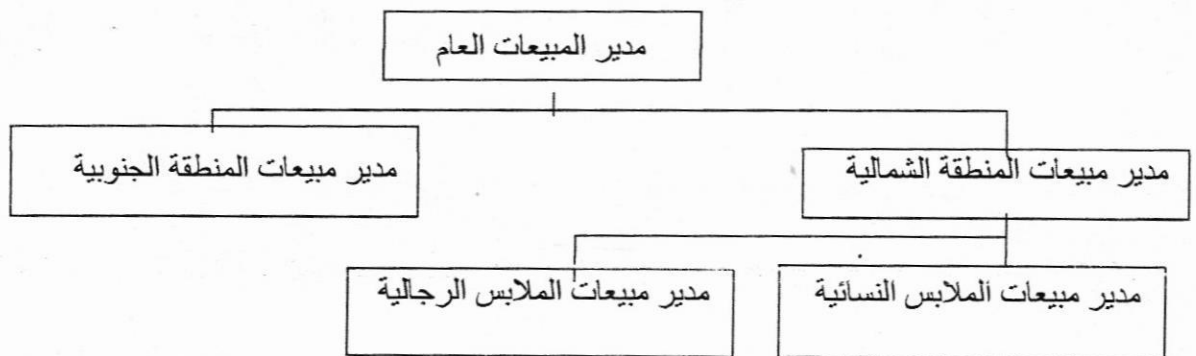 مدير المبيعات العام
مدير مبيعات المنطقة الشمالية
مدير مبيعات المنطقة الجنوبية
مدير مبيعات الملابس النسائية
مدير مبيعات الملابس الرجالية